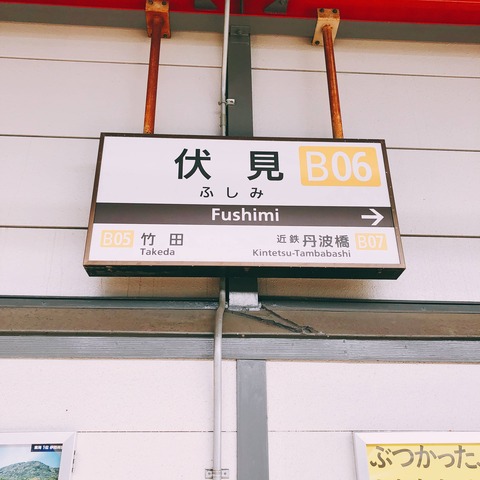 伏見 B06
ふしみ
Fushimi →
B05 竹田 近鉄丹波橋 B07
Takeda Kintetsu-Tambabashi
ぶつかった